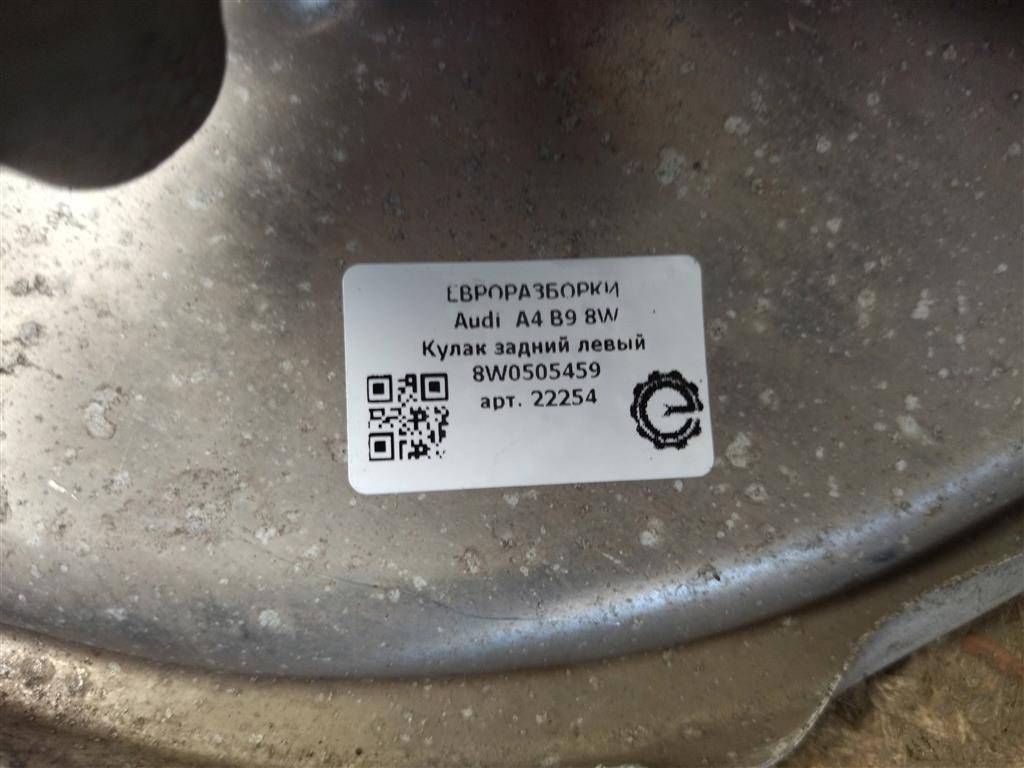 ЕВРОРАЗБОРКИ
Audi A4 B9 8W
Кулак задний левый
8W0505459
арт. 22254